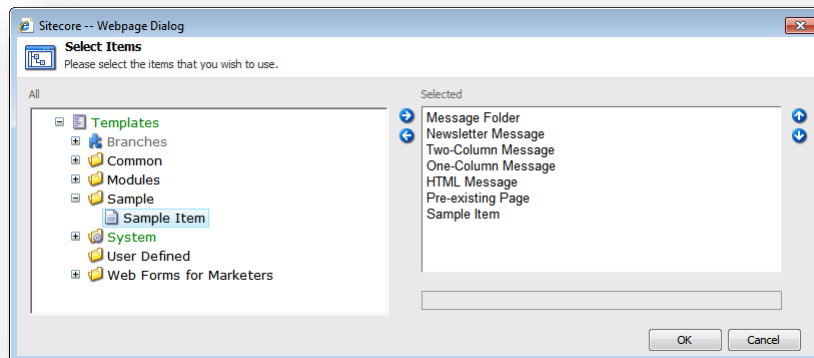 Sitecore -- Webpage Dialog
Select Items
Please select the items that you wish to use.
All
Templates
Branches
Common
Modules
Sample
Sample Item
System
User Defined
Web Forms for Marketers
Selected
Message Folder
Newsletter Message
Two-Column Message
One-Column Message
HTML Message
Pre-existing Page
Sample Item
OK
Cancel